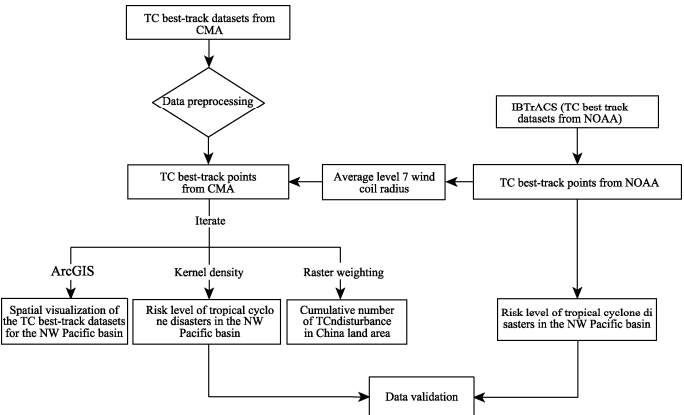 TC best-track datasets from
CMA
Data preprocessing
IBTrACS (TC best track
datasets from NOAA)
TC best-track points
from CMA
Average level 7 wind
coil radius
TC best-track points from NOAA
Iterate
ArcGIS
Kernel density
Raster weighting
Spatial visualization of
the TC best-track datasets
for the NW Pacific basin
Risk level of tropical cyclo
ne disasters in the NW
Pacific basin
Cumulative number
of TCndisturbance
in China land area
Risk level of tropical cyclone di
sasters in the NW Pacific basin
Data validation